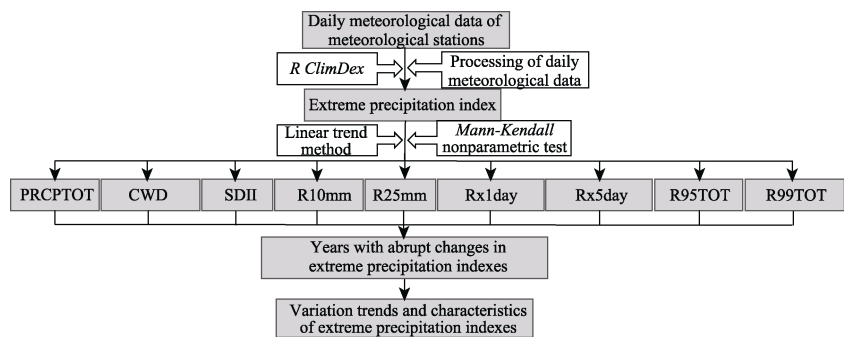 Daily meteorological data of
meteorological stations
R ClimDex
Processing of daily
meteorological data
Extreme precipitation index
Linear trend
method
Mann-Kendall
nonparametric test
PRCPTOT CWD SDII R10mm R25mm Rx1day Rx5day R95TOT R99TOT
Years with abrupt changes in
extreme precipitation indexes
Variation trends and characteristics
of extreme precipitation indexes